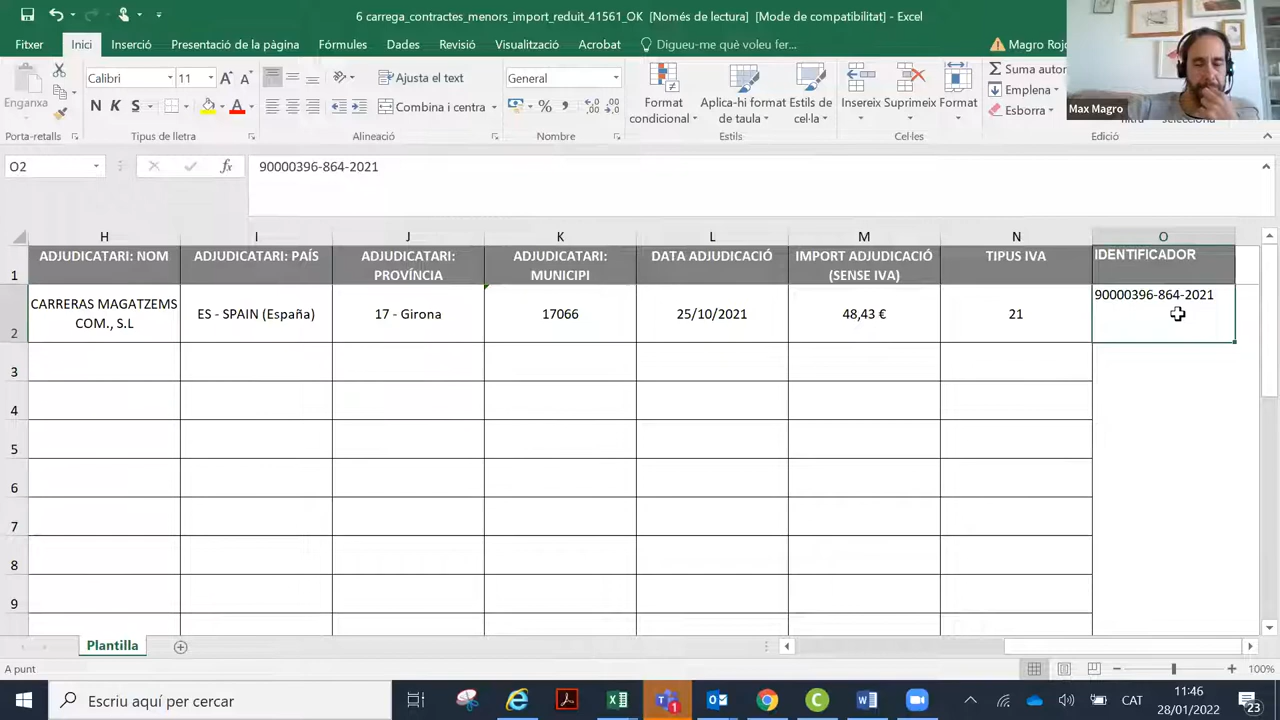 6 carrega_contractes_menors_import_reduit_41561_OK [Només de lectura] [Mode de compatibilitat] - Excel
Magro Roj
Fitxer Inici Inserció Presentació de la pàgina Fórmules Dades Revisió Visualització Acrobat Digueu-me què voleu fer...
Max Magro
Enganxa
Calibri 11
Ajusta el text
General
Format condicional
Aplica-hi format de taula
Estils de cel·la
Insereix Suprimeix Format
Suma autom
N K S
Combina i centra
Emplena
Esborra
Porta-retalls Tipus de lletra Alineació Nombre Estils Cel·les Edició
O2 fx 90000396-864-2021
H I J K L M N O
1 ADJUDICATARI: NOM ADJUDICATARI: PAÍS ADJUDICATARI: PROVÍNCIA ADJUDICATARI: MUNICIPI DATA ADJUDICACIÓ IMPORT ADJUDICACIÓ (SENSE IVA) TIPUS IVA IDENTIFICADOR
2 CARRERAS MAGATZEMS COM., S.L ES - SPAIN (España) 17 - Girona 17066 25/10/2021 48,43 € 21 90000396-864-2021
3
4
5
6
7
8
9
Plantilla
A punt 100%
Escriu aquí per cercar
CAT
11:46
28/01/2022
23
1